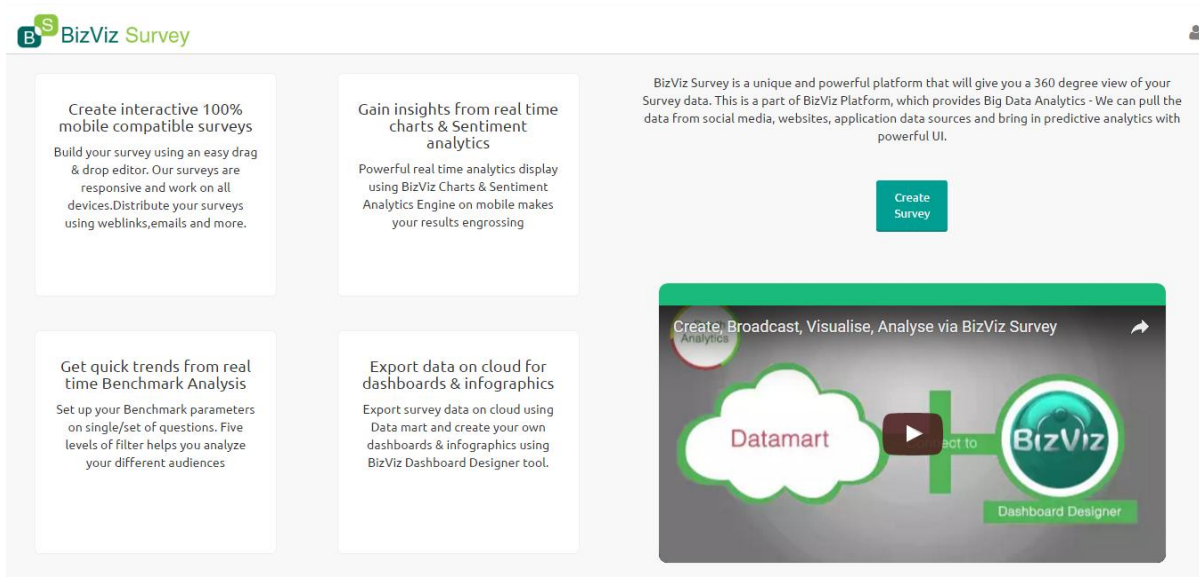 BS BizViz Survey
Create interactive 100%
mobile compatible surveys
Build your survey using an easy drag
& drop editor. Our surveys are
responsive and work on all
devices.Distribute your surveys
using weblinks,emails and more.
Gain insights from real time
charts & Sentiment
analytics
Powerful real time analytics display
using BizViz Charts & Sentiment
Analytics Engine on mobile makes
your results engrossing
Get quick trends from real
time Benchmark Analysis
Set up your Benchmark parameters
on single/set of questions. Five
levels of filter helps you analyze
your different audiences
Export data on cloud for
dashboards & infographics
Export survey data on cloud using
Data mart and create your own
dashboards & infographics using
BizViz Dashboard Designer tool.
BizViz Survey is a unique and powerful platform that will give you a 360 degree view of your
Survey data. This is a part of BizViz Platform, which provides Big Data Analytics - We can pull the
data from social media, websites, application data sources and bring in predictive analytics with
powerful UI.
Create
Survey
Create, Broadcast, Visualise, Analyse via BizViz Survey
Analytics
Datamart
to
BizViz
Dashboard Designer